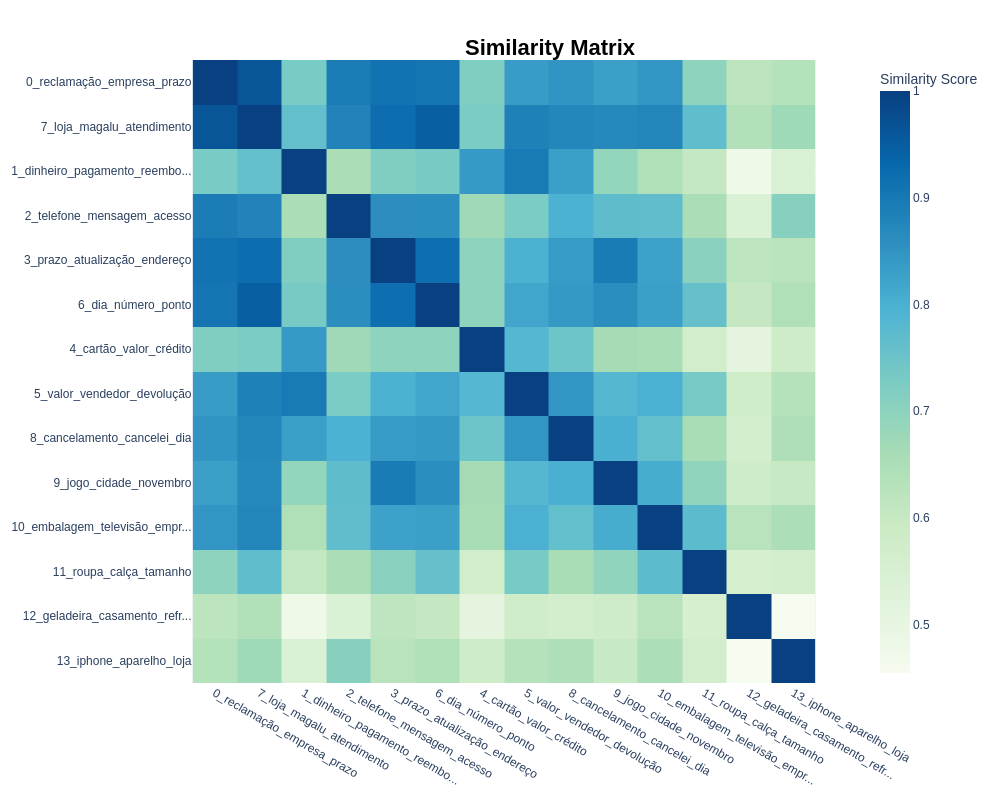 Similarity Matrix
Similarity Score
0_reclamação_empresa_prazo
7_loja_magalu_atendimento
1_dinheiro_pagamento_reembo...
2_telefone_mensagem_acesso
3_prazo_atualização_endereço
6_dia_número_ponto
4_cartão_valor_crédito
5_valor_vendedor_devolução
8_cancelamento_cancelei_dia
9_jogo_cidade_novembro
10_embalagem_televisão_empr...
11_roupa_calça_tamanho
12_geladeira_casamento_refr...
13_iphone_aparelho_loja
1
0.9
0.8
0.7
0.6
0.5
0_reclamação_empresa_prazo
7_loja_magalu_atendimento
1_dinheiro_pagamento_reembo...
2_telefone_mensagem_acesso
3_prazo_atualização_endereço
6_dia_número_ponto
4_cartão_valor_crédito
5_valor_vendedor_devolução
8_cancelamento_cancelei_dia
9_jogo_cidade_novembro
10_embalagem_televisão_empr...
11_roupa_calça_tamanho
12_geladeira_casamento_refr...
13_iphone_aparelho_loja